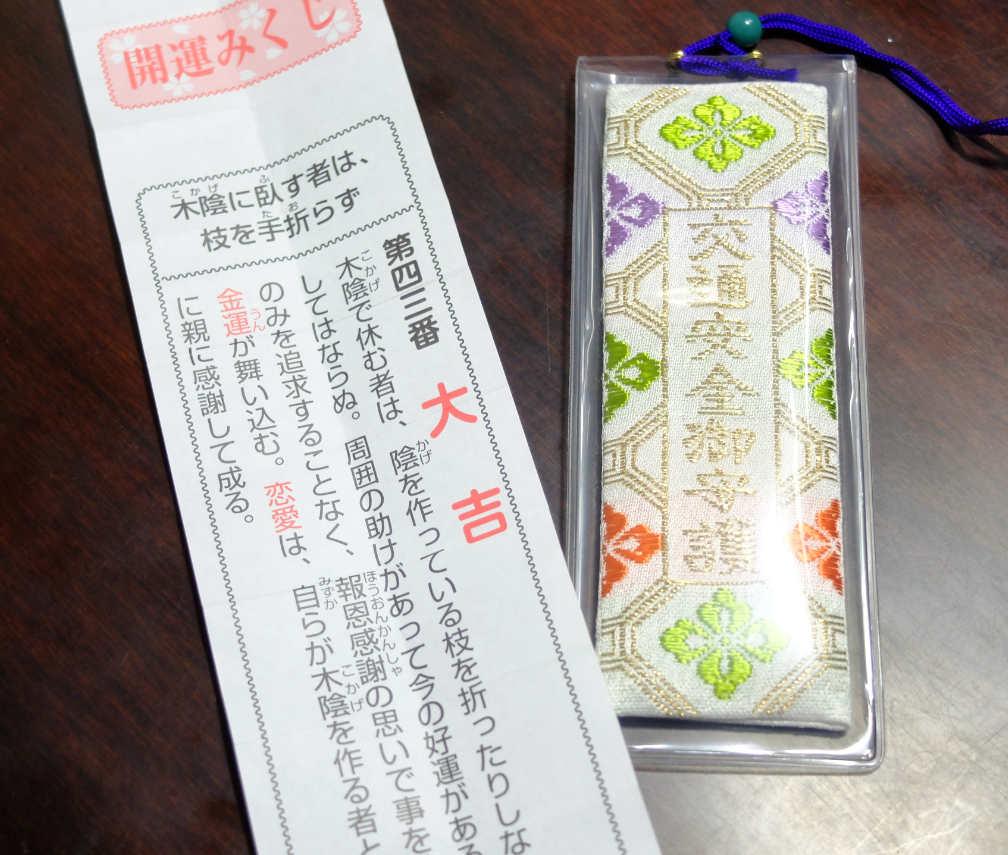 開運みくじ
木陰に臥す者は、
枝を手折らず
第四三番 大吉
木陰で休む者は、陰を作っている枝を折ったりしな
してはならぬ。周囲の助けがあって今の好運がある
のみを追求することなく、報恩感謝の思いで事を
金運が舞い込む。恋愛は、自らが木陰を作る者と
に親に感謝して成る。
交通安全御守護